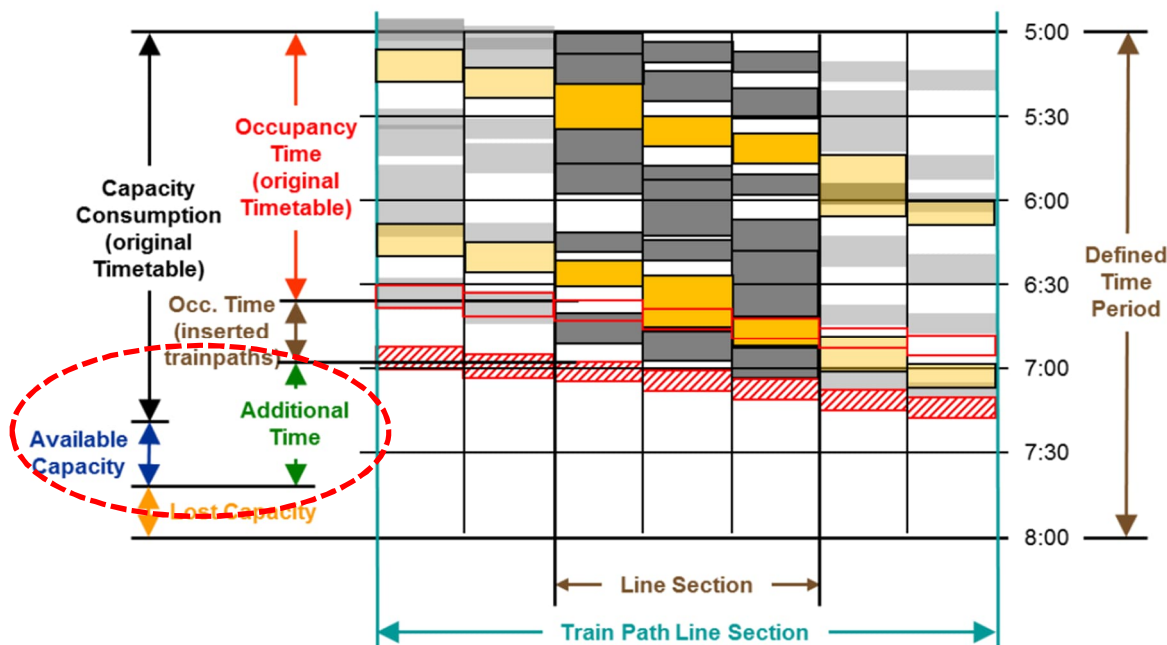 5:00
5:30
6:00
6:30
7:00
7:30
8:00
Capacity
Consumption
(original
Timetable)
Occupancy
Time
(original
Timetable)
Occ. Time
(inserted
trainpaths)
Additional
Time
Available
Capacity
Lost Capacity
Defined
Time
Period
Line Section
Train Path Line Section